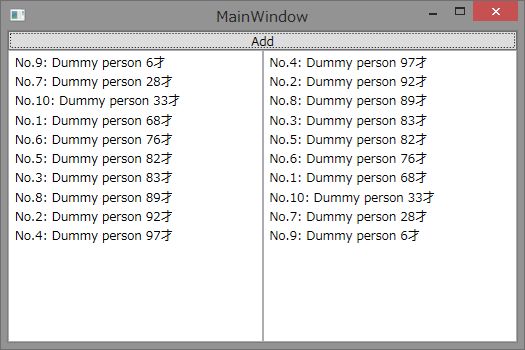 MainWindow
Add
No.9: Dummy person 6才
No.7: Dummy person 28才
No.10: Dummy person 33才
No.1: Dummy person 68才
No.6: Dummy person 76才
No.5: Dummy person 82才
No.3: Dummy person 83才
No.8: Dummy person 89才
No.2: Dummy person 92才
No.4: Dummy person 97才
No.4: Dummy person 97才
No.2: Dummy person 92才
No.8: Dummy person 89才
No.3: Dummy person 83才
No.5: Dummy person 82才
No.6: Dummy person 76才
No.1: Dummy person 68才
No.10: Dummy person 33才
No.7: Dummy person 28才
No.9: Dummy person 6才